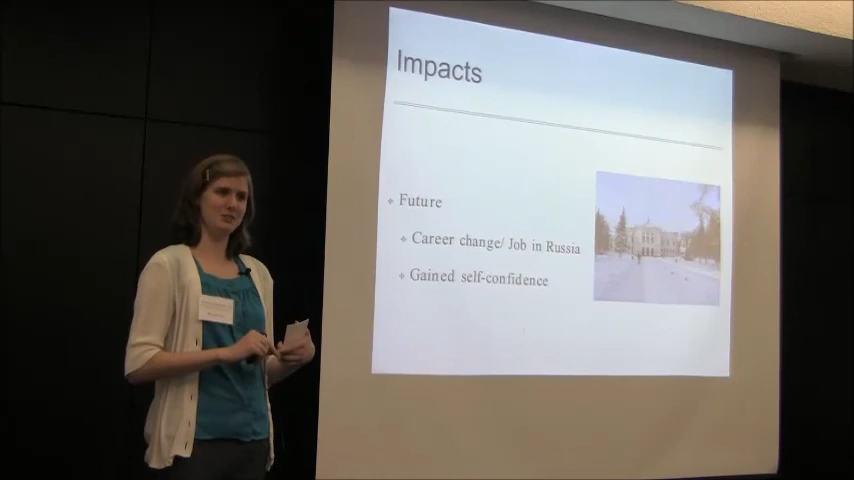 Impacts
Future
Career change/ Job in Russia
Gained self-confidence